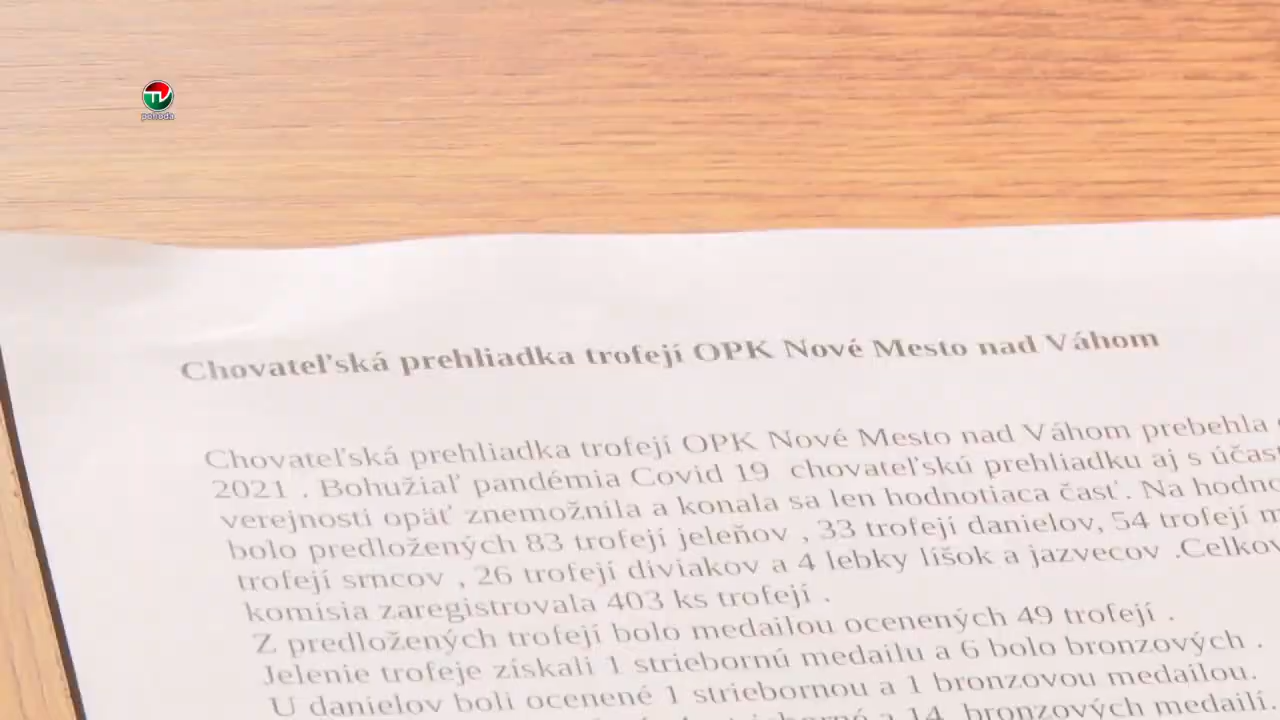 TV
pohoda
Chovateľská prehliadka trofejí OPK Nové Mesto nad Váhom
Chovateľská prehliadka trofejí OPK Nové Mesto nad Váhom prebehla
2021 . Bohužiaľ pandémia Covid 19 chovateľskú prehliadku aj s účasť
verejnosti opäť znemožnila a konala sa len hodnotiaca časť. Na hodno
bolo predložených 83 trofejí jeleňov , 33 trofejí danielov, 54 trofejí m
trofejí srncov , 26 trofejí diviakov a 4 lebky líšok a jazvecov .Celkov
komisia zaregistrovala 403 ks trofejí .
Z predložených trofejí bolo medailou ocenených 49 trofejí .
Jelenie trofeje získali 1 striebornú medailu a 6 bolo bronzových .
U danielov boli ocenené 1 striebornou a 1 bronzovou medailou.
a 14 bronzových medailí.